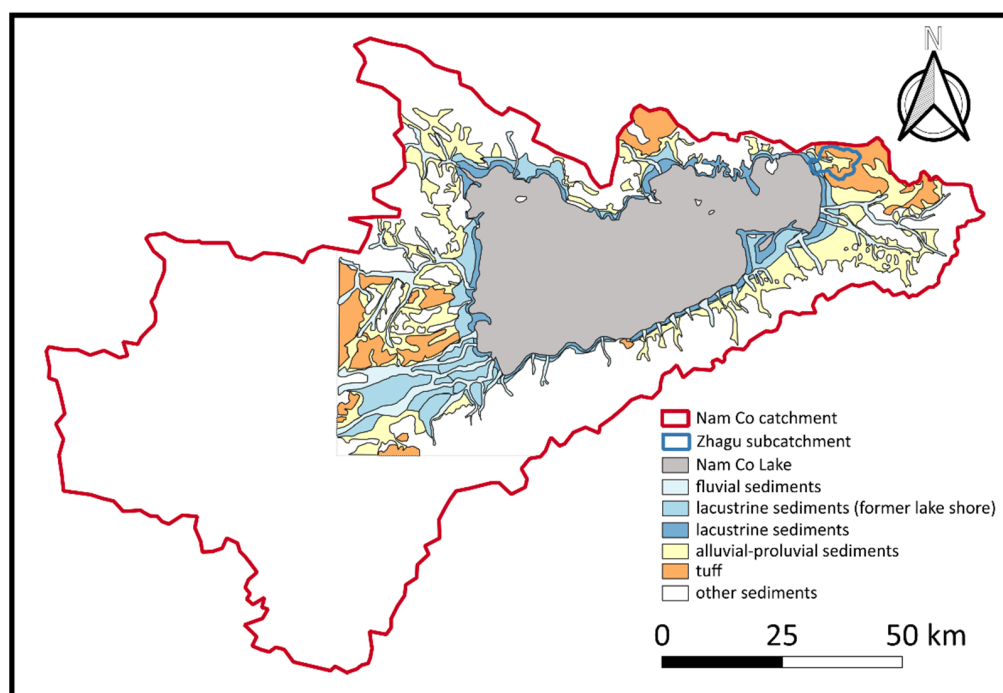 N
Nam Co catchment
Zhagu subcatchment
Nam Co Lake
fluvial sediments
lacustrine sediments (former lake shore)
lacustrine sediments
alluvial-proluvial sediments
tuff
other sediments
0 25 50 km